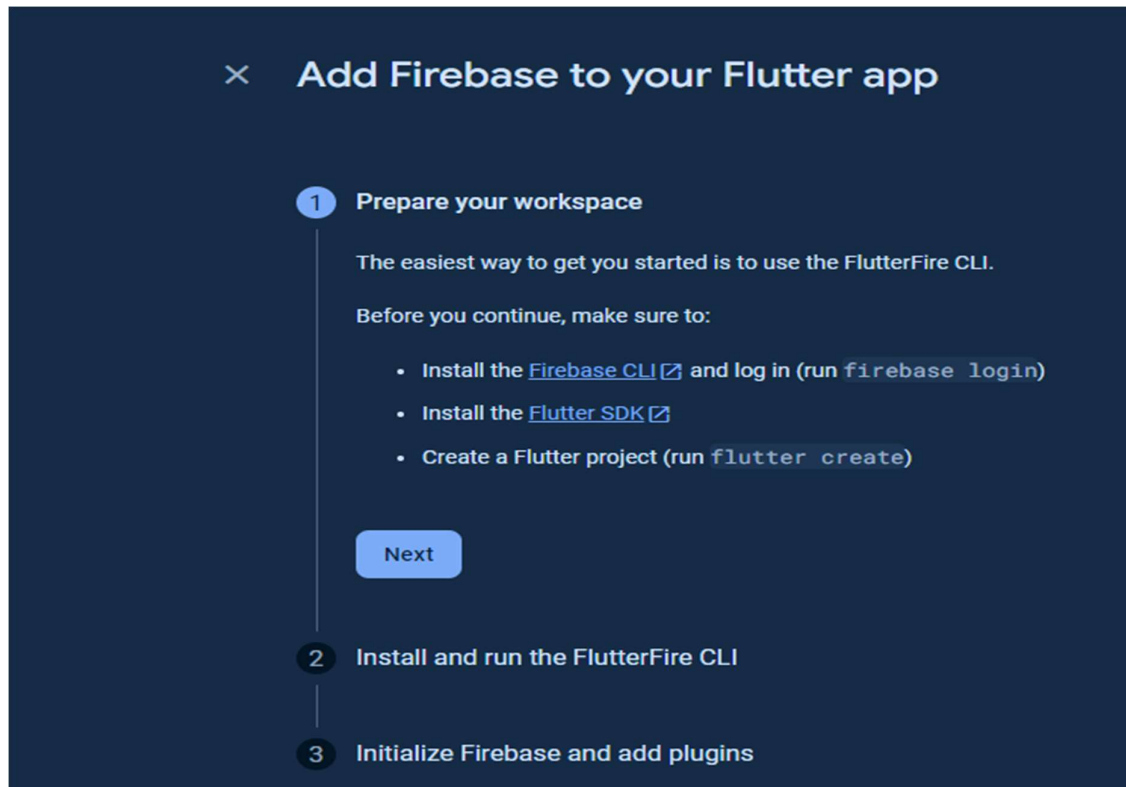 Add Firebase to your Flutter app
1 Prepare your workspace
The easiest way to get you started is to use the FlutterFire CLI.
Before you continue, make sure to:
• Install the Firebase CLI and log in (run firebase login)
• Install the Flutter SDK
• Create a Flutter project (run flutter create)
Next
2 Install and run the FlutterFire CLI
3 Initialize Firebase and add plugins